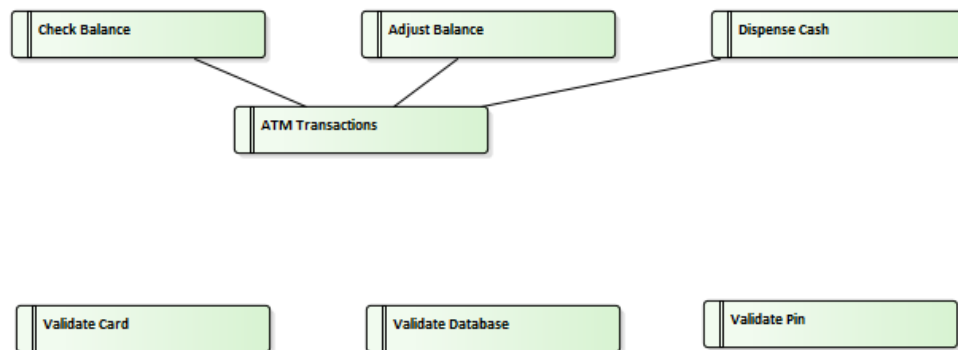 Check Balance
Adjust Balance
Dispense Cash
ATM Transactions
Validate Card
Validate Database
Validate Pin